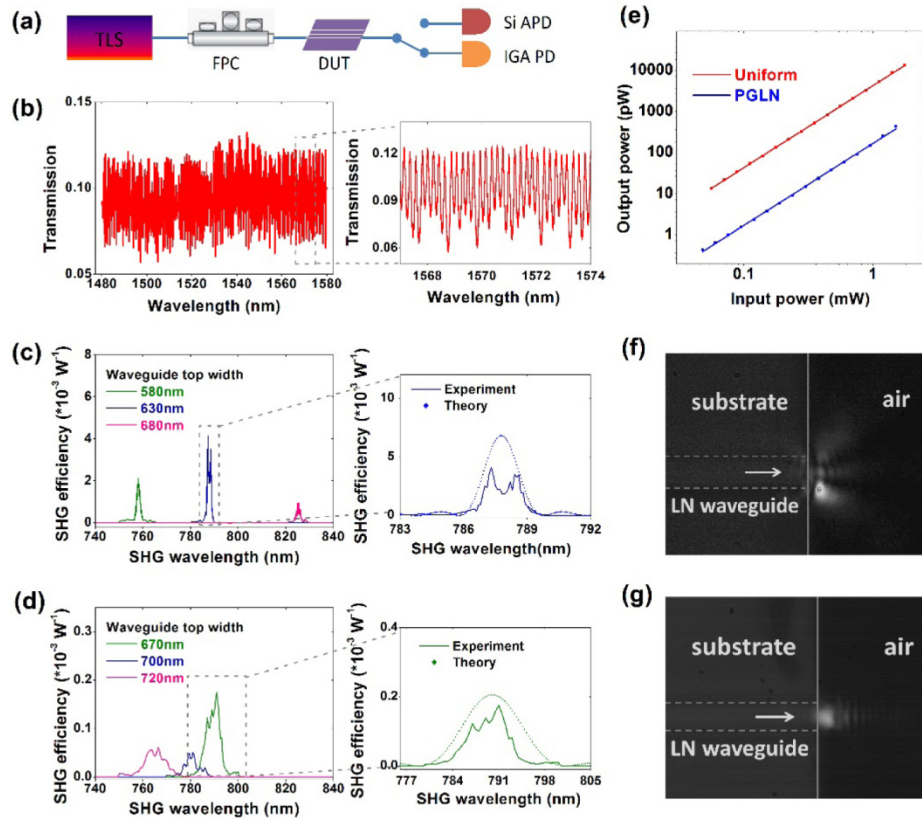 (a)
TLS
FPC
DUT
Si APD
IGA PD
(b)
Transmission
0.15
0.10
0.05
1480 1500 1520 1540 1560 1580
Wavelength (nm)
Transmission
0.12
0.09
0.06
1568 1570 1572 1574
Wavelength (nm)
(c)
SHG efficiency (*10⁻³ W⁻¹)
8
6
4
2
0
Waveguide top width
580nm
630nm
680nm
740 760 780 800 820 840
SHG wavelength (nm)
SHG efficiency (*10⁻³ W⁻¹)
10
5
0
Experiment
Theory
783 786 789 792
SHG wavelength(nm)
(d)
SHG efficiency (*10⁻³ W⁻¹)
0.3
0.2
0.1
0.0
Waveguide top width
670nm
700nm
720nm
740 760 780 800 820 840
SHG wavelength (nm)
SHG efficiency (*10⁻³ W⁻¹)
0.4
0.2
0.0
Experiment
Theory
777 784 791 798 805
SHG wavelength (nm)
(e)
Output power (pW)
10000
1000
100
10
1
Uniform
PGLN
0.1 1
Input power (mW)
(f)
substrate
air
LN waveguide
(g)
substrate
air
LN waveguide